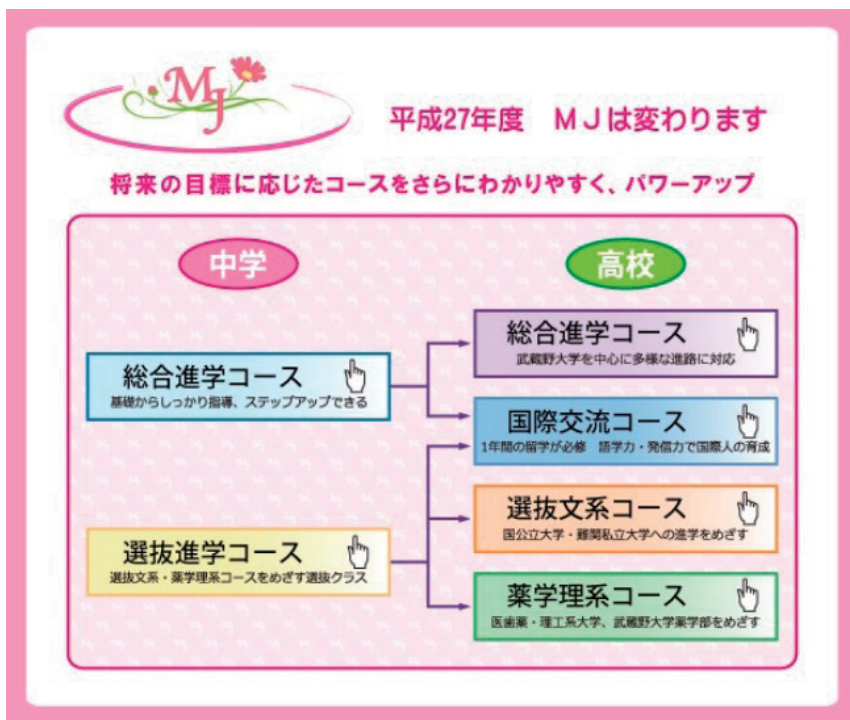 MJ
平成27年度　ＭＪは変わります
将来の目標に応じたコースをさらにわかりやすく、パワーアップ
中学
高校
総合進学コース
基礎からしっかり指導、ステップアップできる
選抜進学コース
選抜文系・薬学理系コースをめざす選抜クラス
総合進学コース
武蔵野大学を中心に多様な進路に対応
国際交流コース
1年間の留学が必修　語学力・発信力で国際人の育成
選抜文系コース
国公立大学・難関私立大学への進学をめざす
薬学理系コース
医歯薬・理工系大学、武蔵野大学薬学部をめざす